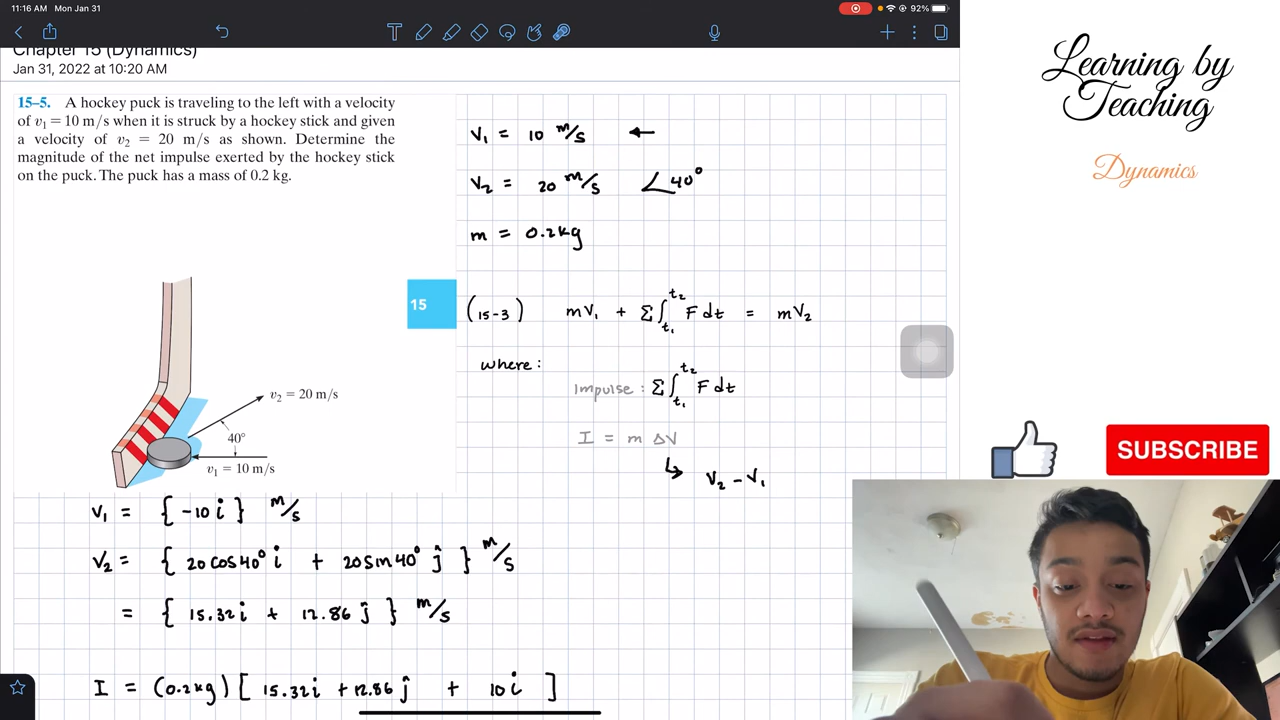 11:16 AM Mon Jan 31
92%
Chapter 15 (Dynamics)
Jan 31, 2022 at 10:20 AM
15–5. A hockey puck is traveling to the left with a velocity
of v₁ = 10 m/s when it is struck by a hockey stick and given
a velocity of v₂ = 20 m/s as shown. Determine the
magnitude of the net impulse exerted by the hockey stick
on the puck. The puck has a mass of 0.2 kg.
v₂ = 20 m/s
40°
v₁ = 10 m/s
V₁ = 10 m/s ←
V₂ = 20 m/s ∠40°
m = 0.2kg
15
(15-3) mV₁ + Σ∫t₁t₂ F dt = mV₂
where:
Impulse: Σ∫t₁t₂ F dt
I = m ΔV
↳ V₂ - V₁
V₁ = { -10 i } m/s
V₂ = { 20 cos40° i + 20 sin 40° j } m/s
= { 15.32 i + 12.86 j } m/s
I = (0.2kg) [ 15.32i + 12.86 j + 10 i ]
Learning by
Teaching
Dynamics
SUBSCRIBE